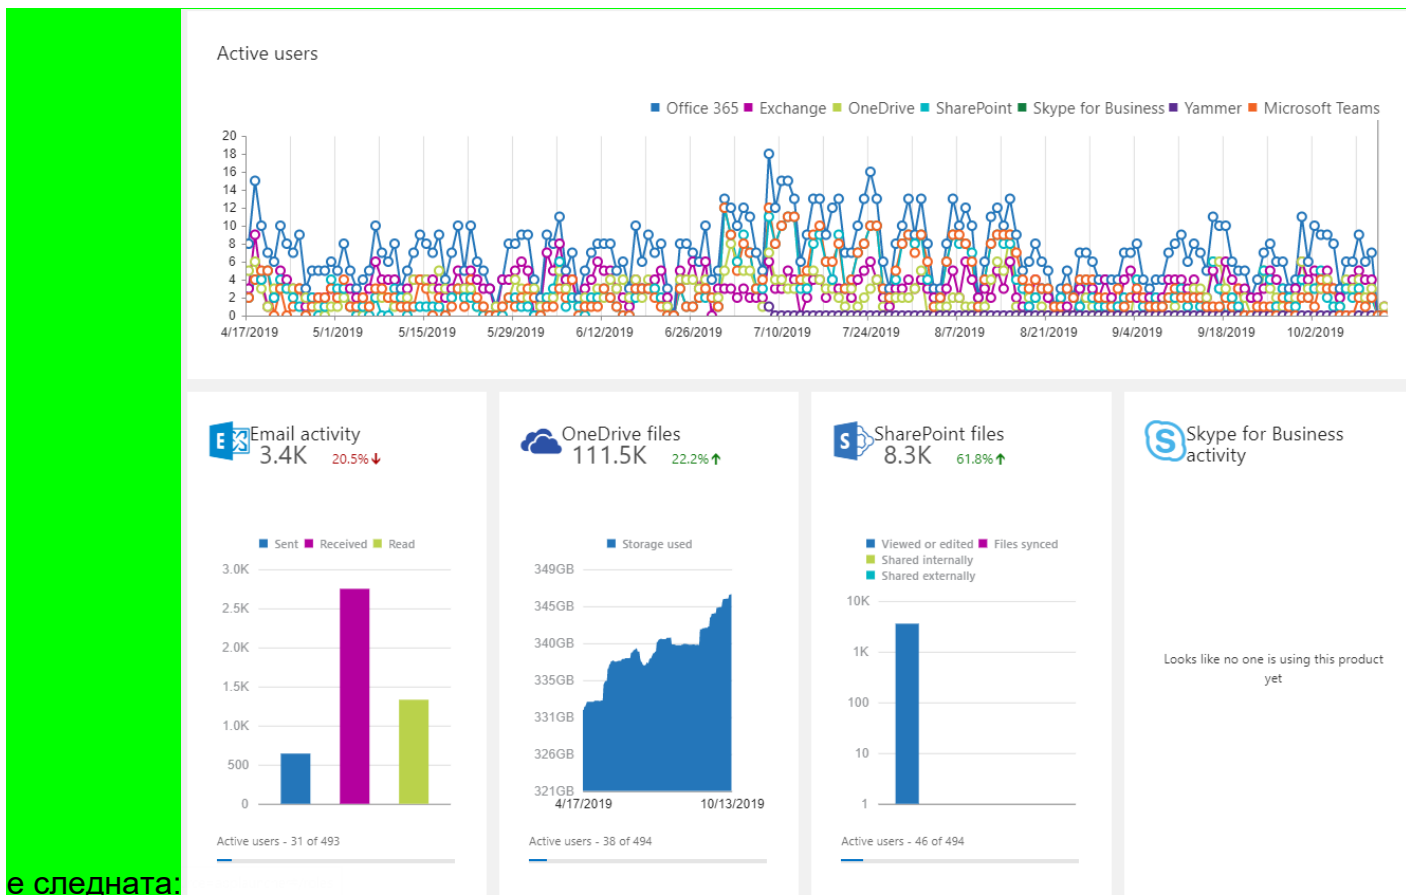 Active users
Office 365 Exchange OneDrive SharePoint Skype for Business Yammer Microsoft Teams
20
18
16
14
12
10
8
6
4
2
0
4/17/2019 5/1/2019 5/15/2019 5/29/2019 6/12/2019 6/26/2019 7/10/2019 7/24/2019 8/7/2019 8/21/2019 9/4/2019 9/18/2019 10/2/2019
Email activity
3.4K 20.5%
Sent Received Read
3.0K
2.5K
2.0K
1.5K
1.0K
500
0
Active users - 31 of 493
OneDrive files
111.5K 22.2%
Storage used
349GB
345GB
340GB
335GB
331GB
326GB
321GB
4/17/2019 10/13/2019
Active users - 38 of 494
SharePoint files
8.3K 61.8%
Viewed or edited Files synced
Shared internally
Shared externally
10K
1K
100
10
1
Active users - 46 of 494
Skype for Business
activity
Looks like no one is using this product
yet
е следната: